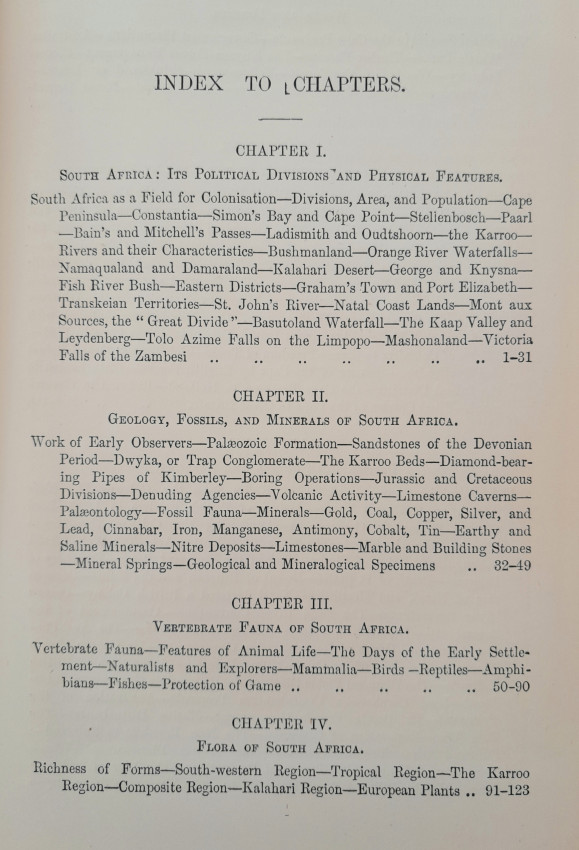 INDEX TO CHAPTERS.
CHAPTER I.
SOUTH AFRICA: ITS POLITICAL DIVISIONS AND PHYSICAL FEATURES.
South Africa as a Field for Colonisation—Divisions, Area, and Population—Cape
Peninsula—Constantia—Simon's Bay and Cape Point—Stellenbosch—Paarl
—Bain's and Mitchell's Passes—Ladismith and Oudtshoorn—the Karroo—
Rivers and their Characteristics—Bushmanland—Orange River Waterfalls—
Namaqualand and Damaraland—Kalahari Desert—George and Knysna—
Fish River Bush—Eastern Districts—Graham's Town and Port Elizabeth—
Transkeian Territories—St. John's River—Natal Coast Lands—Mont aux
Sources, the "Great Divide"—Basutoland Waterfall—The Kaap Valley and
Leydenberg—Tolo Azime Falls on the Limpopo—Mashonaland—Victoria
Falls of the Zambesi .. .. .. .. .. .. .. 1–31
CHAPTER II.
GEOLOGY, FOSSILS, AND MINERALS OF SOUTH AFRICA.
Work of Early Observers—Palæozoic Formation—Sandstones of the Devonian
Period—Dwyka, or Trap Conglomerate—The Karroo Beds—Diamond-bear-
ing Pipes of Kimberley—Boring Operations—Jurassic and Cretaceous
Divisions—Denuding Agencies—Volcanic Activity—Limestone Caverns—
Palæontology—Fossil Fauna—Minerals—Gold, Coal, Copper, Silver, and
Lead, Cinnabar, Iron, Manganese, Antimony, Cobalt, Tin—Earthy and
Saline Minerals—Nitre Deposits—Limestones—Marble and Building Stones
—Mineral Springs—Geological and Mineralogical Specimens .. 32–49
CHAPTER III.
VERTEBRATE FAUNA OF SOUTH AFRICA.
Vertebrate Fauna—Features of Animal Life—The Days of the Early Settle-
ment—Naturalists and Explorers—Mammalia—Birds—Reptiles—Amphi-
bians—Fishes—Protection of Game .. .. .. .. .. 50–90
CHAPTER IV.
FLORA OF SOUTH AFRICA.
Richness of Forms—South-western Region—Tropical Region—The Karroo
Region—Composite Region—Kalahari Region—European Plants .. 91–123